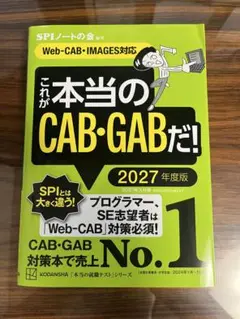 SPIノートの会 編著
Web-CAB・IMAGES対応
これが
本当の
CAB・GABだ!
2027年度版
SPIとは
大きく違う!
プログラマー、
SE志望者は
「Web-CAB」対策必須!
CAB・GAB
対策本で売上
No.1
KODANSHA 「本当の就職テスト」シリーズ